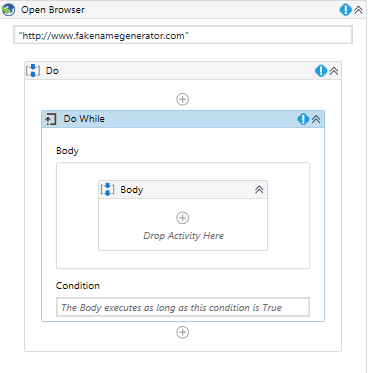 Open Browser
"http://www.fakenamegenerator.com"
Do
Do While
Body
Body
Drop Activity Here
Condition
The Body executes as long as this condition is True